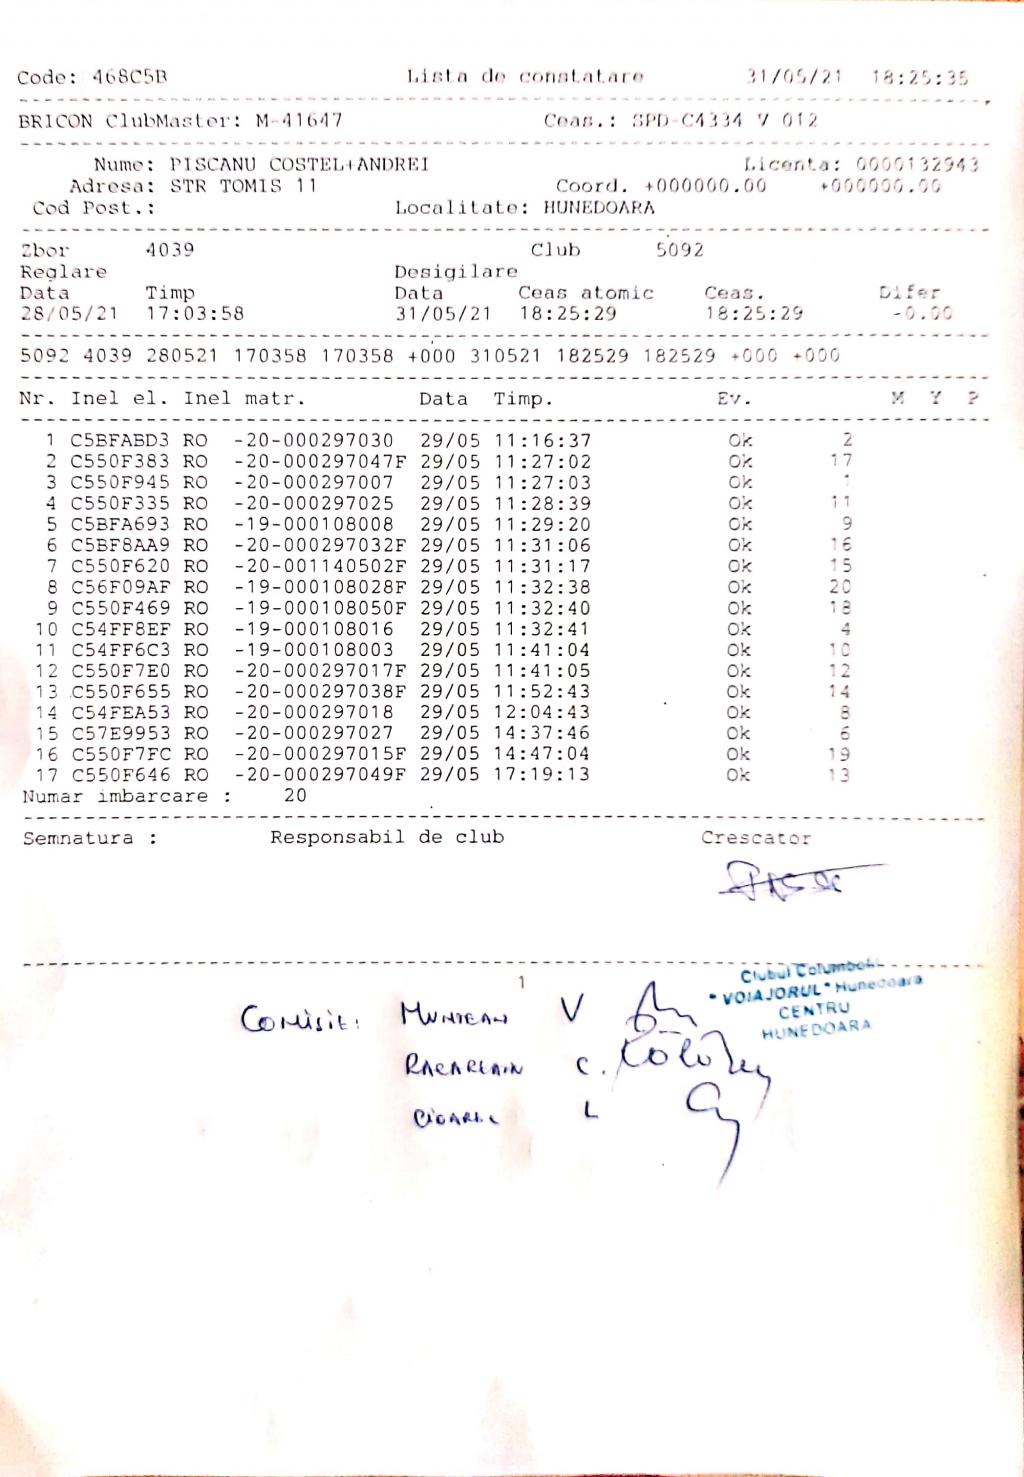 Code: 468C5B Lista de constatare 31/05/21 18:25:35
BRICON ClubMaster: M-41647 Ceas.: SPD-C4334 V 012
Nume: PISCANU COSTEL+ANDREI Licenta: 0000132943
Adresa: STR TOMIS 11 Coord. +000000.00 +000000.00
Cod Post.: Localitate: HUNEDOARA
Zbor 4039 Club 5092
Reglare Desigilare
Data Timp Data Ceas atomic Ceas. Difer
28/05/21 17:03:58 31/05/21 18:25:29 18:25:29 -0.00
5092 4039 280521 170358 170358 +000 310521 182529 182529 +000 +000
Nr. Inel el. Inel matr. Data Timp. Ev. M Y P
1 C5BFABD3 RO -20-000297030 29/05 11:16:37 Ok 2
2 C550F383 RO -20-000297047F 29/05 11:27:02 Ok 17
3 C550F945 RO -20-000297007 29/05 11:27:03 Ok 1
4 C550F335 RO -20-000297025 29/05 11:28:39 Ok 11
5 C5BFA693 RO -19-000108008 29/05 11:29:20 Ok 9
6 C5BF8AA9 RO -20-000297032F 29/05 11:31:06 Ok 16
7 C550F620 RO -20-001140502F 29/05 11:31:17 Ok 15
8 C56F09AF RO -19-000108028F 29/05 11:32:38 Ok 20
9 C550F469 RO -19-000108050F 29/05 11:32:40 Ok 18
10 C54FF8EF RO -19-000108016 29/05 11:32:41 Ok 4
11 C54FF6C3 RO -19-000108003 29/05 11:41:04 Ok 10
12 C550F7E0 RO -20-000297017F 29/05 11:41:05 Ok 12
13 C550F655 RO -20-000297038F 29/05 11:52:43 Ok 14
14 C54FEA53 RO -20-000297018 29/05 12:04:43 Ok 8
15 C57E9953 RO -20-000297027 29/05 14:37:46 Ok 6
16 C550F7FC RO -20-000297015F 29/05 14:47:04 Ok 19
17 C550F646 RO -20-000297049F 29/05 17:19:13 Ok 13
Numar imbarcare : 20
Semnatura : Responsabil de club Crescator
1
Clubul Columbofil
"VOIAJORUL" Hunedoara
CENTRU
HUNEDOARA
COMISIE: MUNTEAN V
C.
L